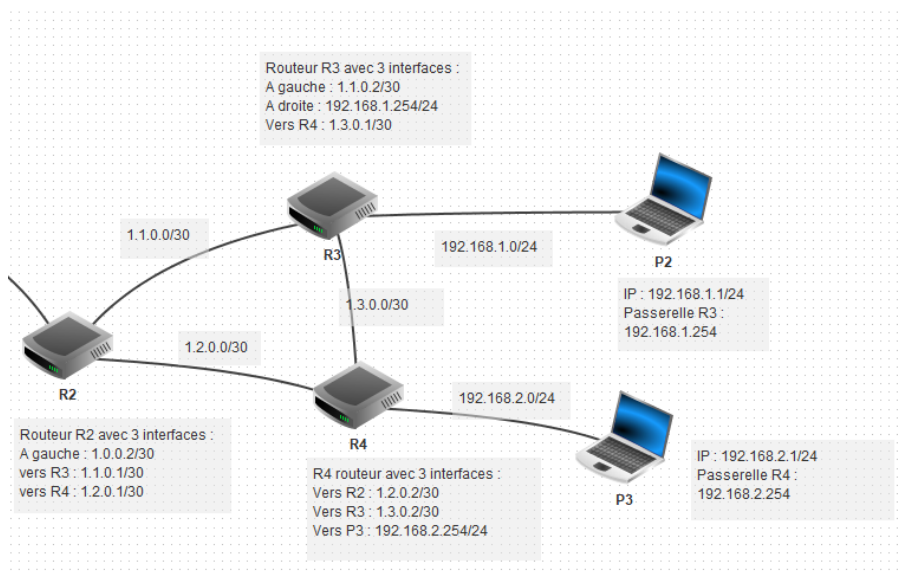 Routeur R3 avec 3 interfaces :
A gauche : 1.1.0.2/30
A droite : 192.168.1.254/24
Vers R4 : 1.3.0.1/30
1.1.0.0/30
R3
192.168.1.0/24
P2
1.3.0.0/30
IP : 192.168.1.1/24
Passerelle R3 :
192.168.1.254
1.2.0.0/30
R2
192.168.2.0/24
Routeur R2 avec 3 interfaces :
A gauche : 1.0.0.2/30
vers R3 : 1.1.0.1/30
vers R4 : 1.2.0.1/30
R4
R4 routeur avec 3 interfaces :
Vers R2 : 1.2.0.2/30
Vers R3 : 1.3.0.2/30
Vers P3 : 192.168.2.254/24
P3
IP : 192.168.2.1/24
Passerelle R4 :
192.168.2.254